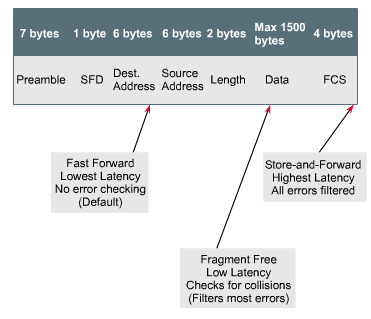 7 bytes 1 byte 6 bytes 6 bytes 2 bytes Max 1500 bytes 4 bytes
Preamble SFD Dest. Address Source Address Length Data FCS
Fast Forward
Lowest Latency
No error checking
(Default)
Store-and-Forward
Highest Latency
All errors filtered
Fragment Free
Low Latency
Checks for collisions
(Filters most errors)